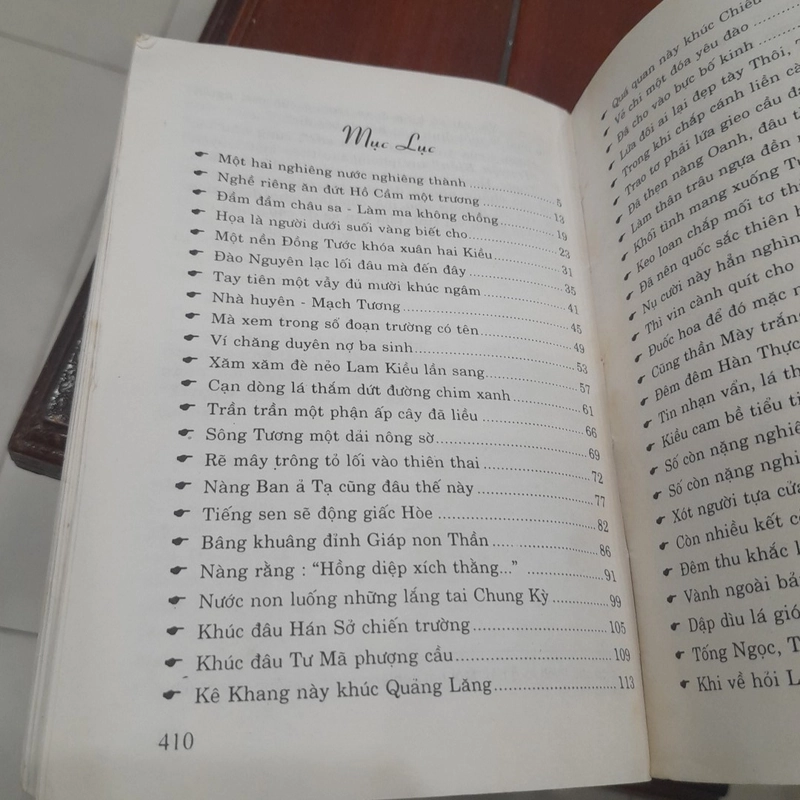 Mục Lục
Một hai nghiêng nước nghiêng thành 5
Nghề riêng ăn đứt Hồ Cầm một trương 13
Đầm đầm châu sa - Làm ma không chồng 19
Họa là người dưới suối vàng biết cho 23
Một nền Đồng Tước khóa xuân hai Kiều 31
Đào Nguyên lạc lối đâu mà đến đây 35
Tay tiên một vẫy đủ mười khúc ngâm 41
Nhà huyên - Mạch Tương 45
Mà xem trong sổ đoạn trường có tên 49
Ví chăng duyên nợ ba sinh 53
Xăm xăm đè nẻo Lam Kiều lần sang 57
Cạn dòng lá thắm dứt đường chim xanh 61
Trần trần một phận ấp cây đã liều 66
Sông Tương một dải nông sờ 69
Rẽ mây trông tỏ lối vào thiên thai 72
Nàng Ban ả Tạ cũng đâu thế này 77
Tiếng sen sẽ động giấc Hòe 82
Bâng khuâng đỉnh Giáp non Thần 86
Nàng rằng : “Hồng diệp xích thằng...” 91
Nước non luống những lắng tai Chung Kỳ 99
Khúc đâu Hán Sở chiến trường 105
Khúc đâu Tư Mã phượng cầu 109
Kê Khang này khúc Quảng Lăng 113
410
Quá quan này khúc Chiêu
Vẻ chi một đóa yêu đào
Đã cho vào bực bố kinh
Lứa đôi ai lại đẹp tày Thôi,
Trong khi chắp cánh liền
Trao tơ phải lứa gieo cầu
Đã then nàng Oanh, đâu
Làm thân trâu ngựa đền
Khối tình mang xuống
Keo loan chắp mối tơ
Đã nên quốc sắc thiên
Nụ cười này hẳn nghìn
Thì vin cành quít cho
Đuốc hoa để đó mặc
Cũng thần Mày trắng
Đêm đêm Hàn Thực
Tin nhạn vẩn, lá
Kiều cam bề tiểu
Số còn nặng
Số còn nặng
Xót người tựa cửa
Còn nhiều kết
Đêm thu khắc
Vành ngoài
Dập dìu lá
Tống Ngọc,
Khi về hỏi